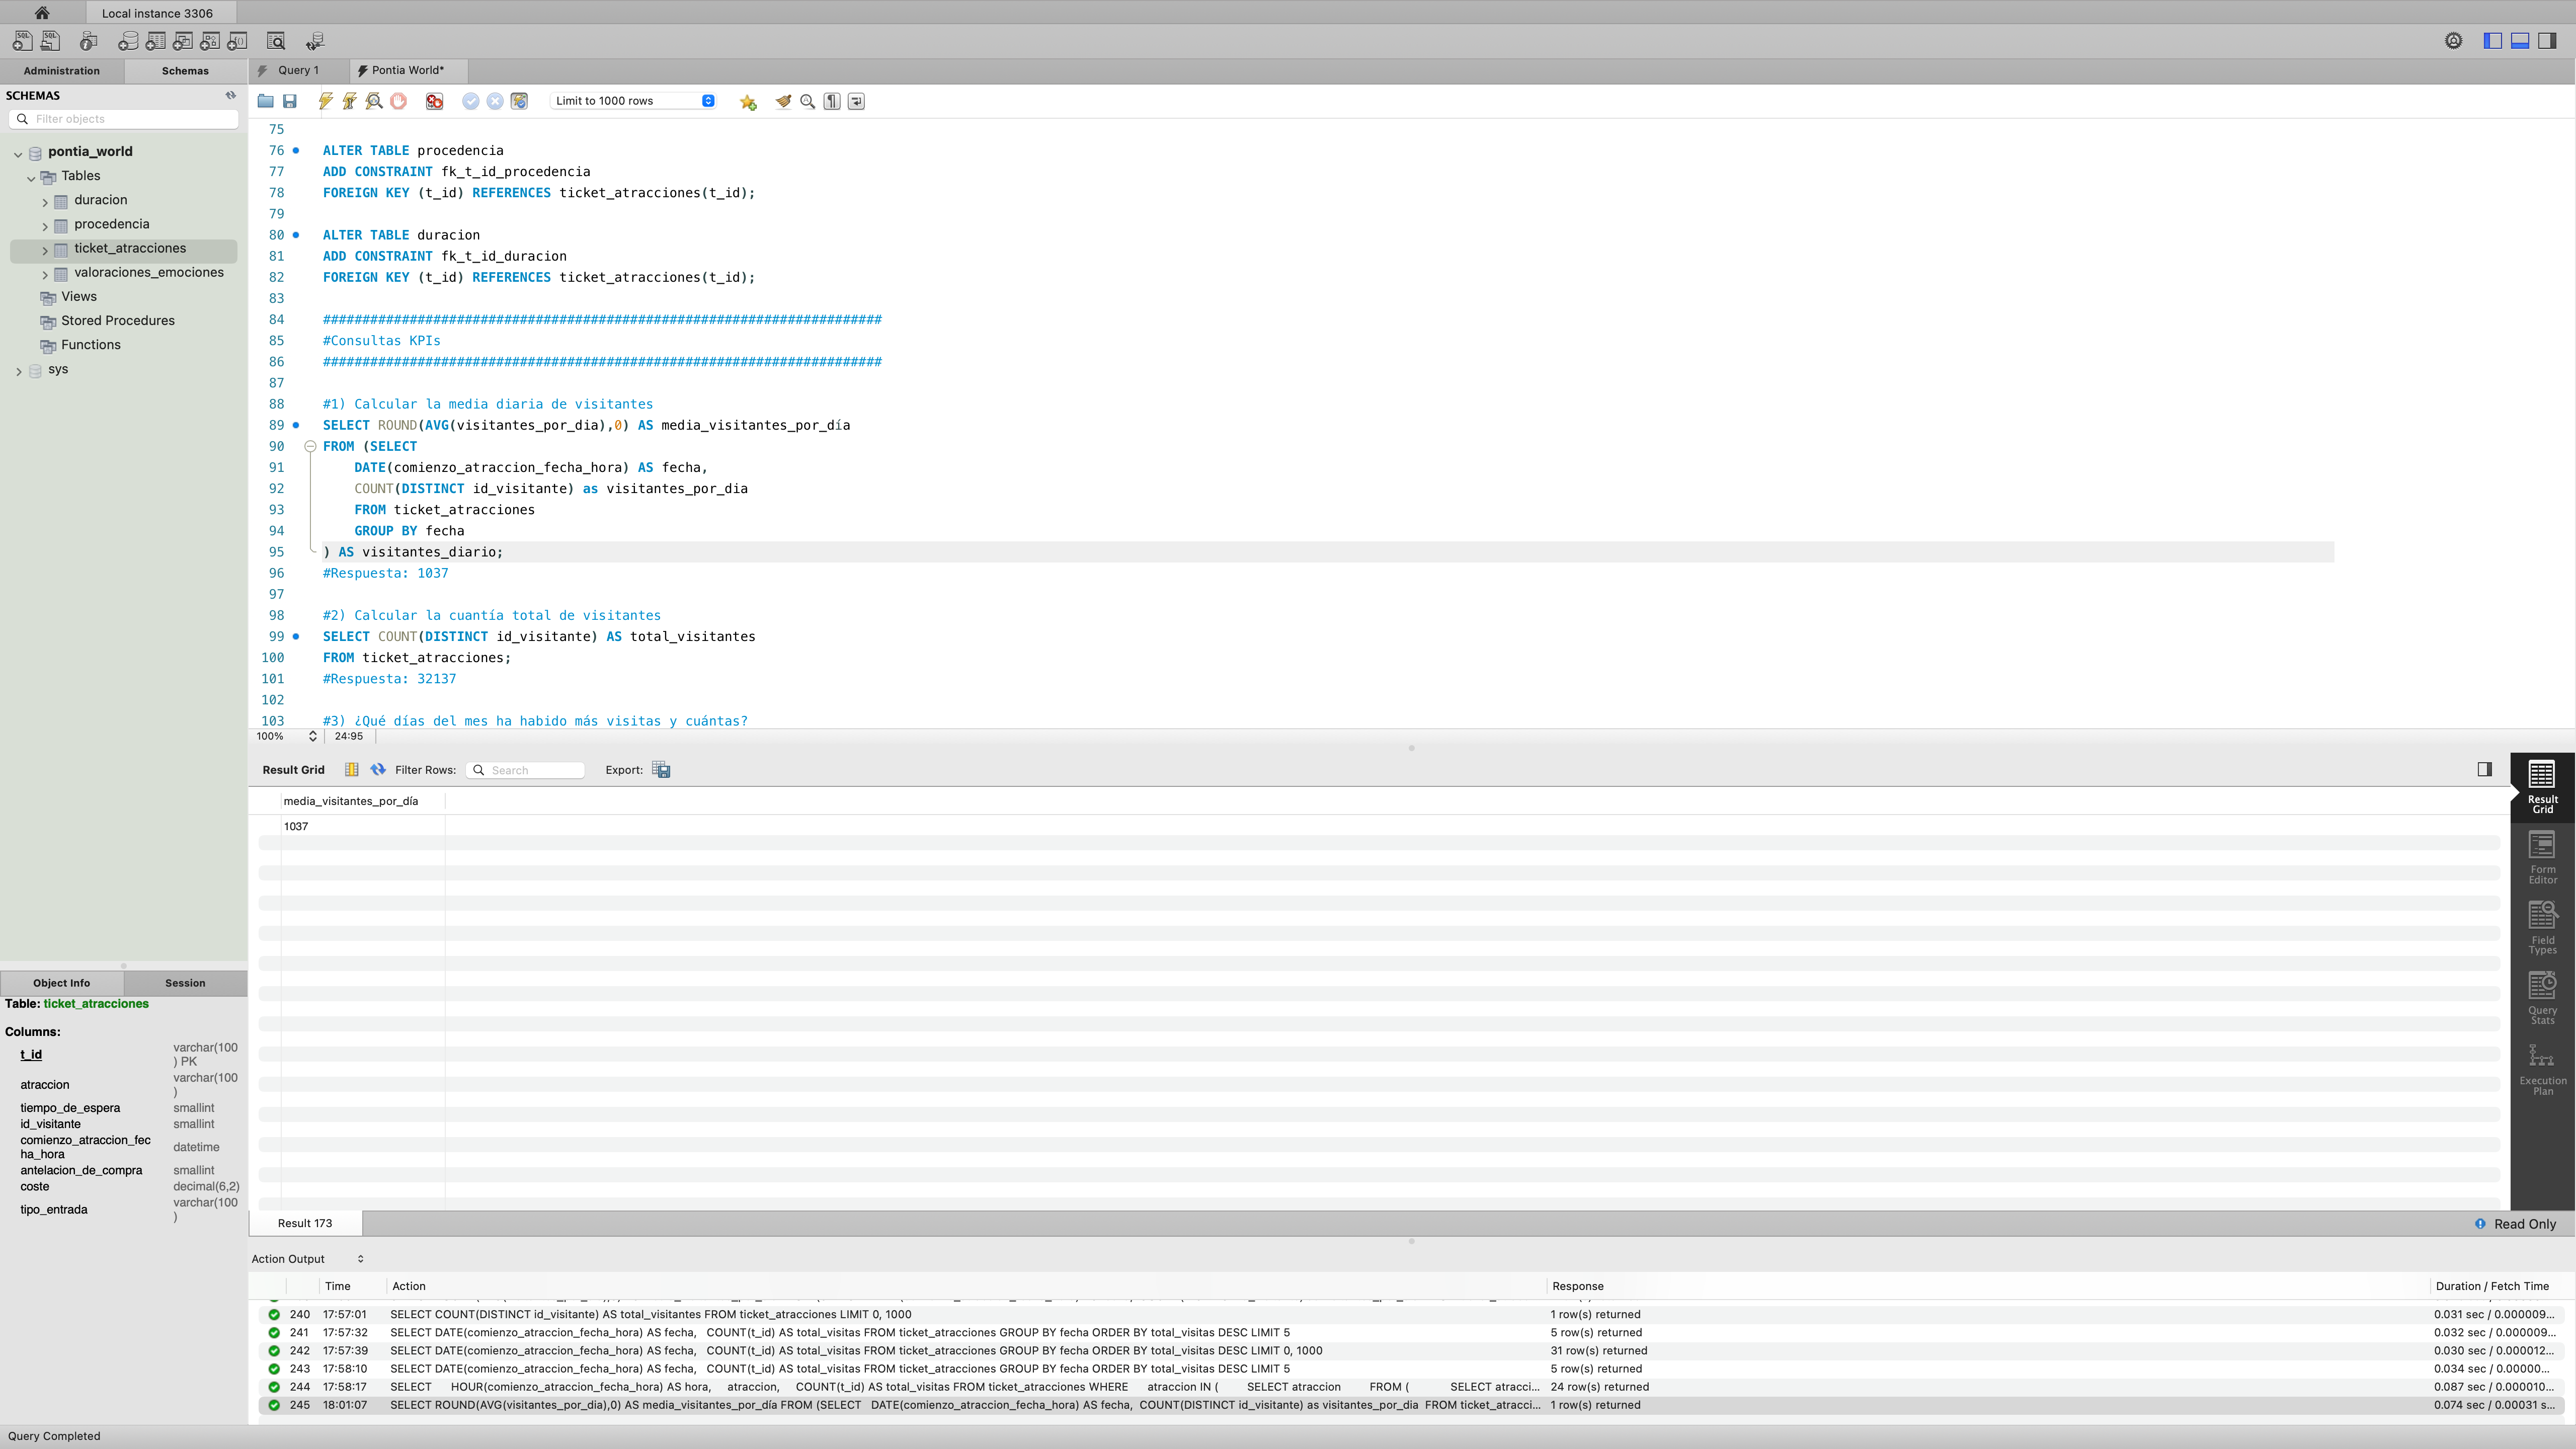 Local instance 3306
Administration
Schemas
Query 1
Pontia World*
SCHEMAS
Filter objects
pontia_world
Tables
duracion
procedencia
ticket_atracciones
valoraciones_emociones
Views
Stored Procedures
Functions
sys
Limit to 1000 rows
75
76 ALTER TABLE procedencia
77 ADD CONSTRAINT fk_t_id_procedencia
78 FOREIGN KEY (t_id) REFERENCES ticket_atracciones(t_id);
79
80 ALTER TABLE duracion
81 ADD CONSTRAINT fk_t_id_duracion
82 FOREIGN KEY (t_id) REFERENCES ticket_atracciones(t_id);
83
84 #######################################################################
85 #Consultas KPIs
86 #######################################################################
87
88 #1) Calcular la media diaria de visitantes
89 SELECT ROUND(AVG(visitantes_por_dia),0) AS media_visitantes_por_día
90 FROM (SELECT
91 DATE(comienzo_atraccion_fecha_hora) AS fecha,
92 COUNT(DISTINCT id_visitante) as visitantes_por_dia
93 FROM ticket_atracciones
94 GROUP BY fecha
95 ) AS visitantes_diario;
96 #Respuesta: 1037
97
98 #2) Calcular la cuantía total de visitantes
99 SELECT COUNT(DISTINCT id_visitante) AS total_visitantes
100 FROM ticket_atracciones;
101 #Respuesta: 32137
102
103 #3) ¿Qué días del mes ha habido más visitas y cuántas?
100%
24:95
Result Grid
Filter Rows:
Search
Export:
media_visitantes_por_día
1037
Result
Grid
Form
Editor
Field
Types
Query
Stats
Execution
Plan
Result 173
Read Only
Object Info
Session
Table: ticket_atracciones
Columns:
t_id varchar(100
) PK
atraccion varchar(100
)
tiempo_de_espera smallint
id_visitante smallint
comienzo_atraccion_fec
ha_hora datetime
antelacion_de_compra smallint
coste decimal(6,2)
tipo_entrada varchar(100
)
Action Output
Time Action Response Duration / Fetch Time
240 17:57:01 SELECT COUNT(DISTINCT id_visitante) AS total_visitantes FROM ticket_atracciones LIMIT 0, 1000 1 row(s) returned 0.031 sec / 0.000009...
241 17:57:32 SELECT DATE(comienzo_atraccion_fecha_hora) AS fecha, COUNT(t_id) AS total_visitas FROM ticket_atracciones GROUP BY fecha ORDER BY total_visitas DESC LIMIT 5 5 row(s) returned 0.032 sec / 0.000009...
242 17:57:39 SELECT DATE(comienzo_atraccion_fecha_hora) AS fecha, COUNT(t_id) AS total_visitas FROM ticket_atracciones GROUP BY fecha ORDER BY total_visitas DESC LIMIT 0, 1000 31 row(s) returned 0.030 sec / 0.000012...
243 17:58:10 SELECT DATE(comienzo_atraccion_fecha_hora) AS fecha, COUNT(t_id) AS total_visitas FROM ticket_atracciones GROUP BY fecha ORDER BY total_visitas DESC LIMIT 5 5 row(s) returned 0.034 sec / 0.00000...
244 17:58:17 SELECT HOUR(comienzo_atraccion_fecha_hora) AS hora, atraccion, COUNT(t_id) AS total_visitas FROM ticket_atracciones WHERE atraccion IN ( SELECT atraccion FROM ( SELECT atracci... 24 row(s) returned 0.087 sec / 0.000010...
245 18:01:07 SELECT ROUND(AVG(visitantes_por_dia),0) AS media_visitantes_por_día FROM (SELECT DATE(comienzo_atraccion_fecha_hora) AS fecha, COUNT(DISTINCT id_visitante) as visitantes_por_dia FROM ticket_atracci... 1 row(s) returned 0.074 sec / 0.00031 s...
Query Completed